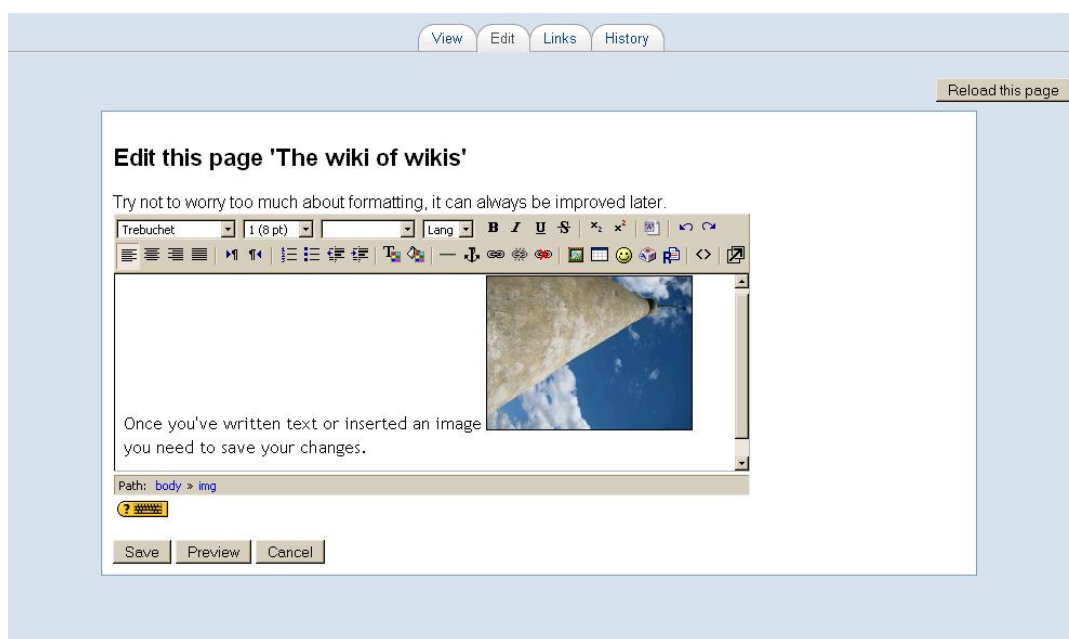 View Edit Links History
Reload this page
Edit this page 'The wiki of wikis'
Try not to worry too much about formatting, it can always be improved later.
Trebuchet 1 (8 pt) Lang B I U S x₂ x²
Once you've written text or inserted an image
you need to save your changes.
Path: body » img
?
Save Preview Cancel